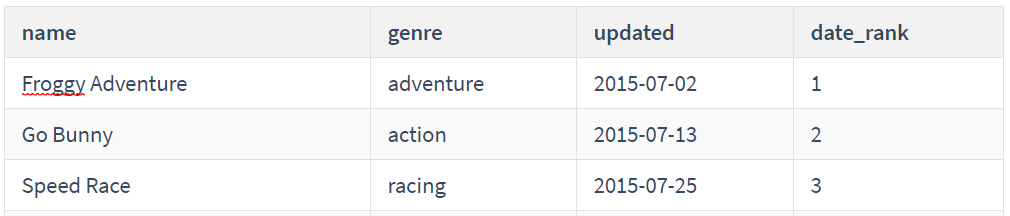 name genre updated date_rank
Froggy Adventure adventure 2015-07-02 1
Go Bunny action 2015-07-13 2
Speed Race racing 2015-07-25 3